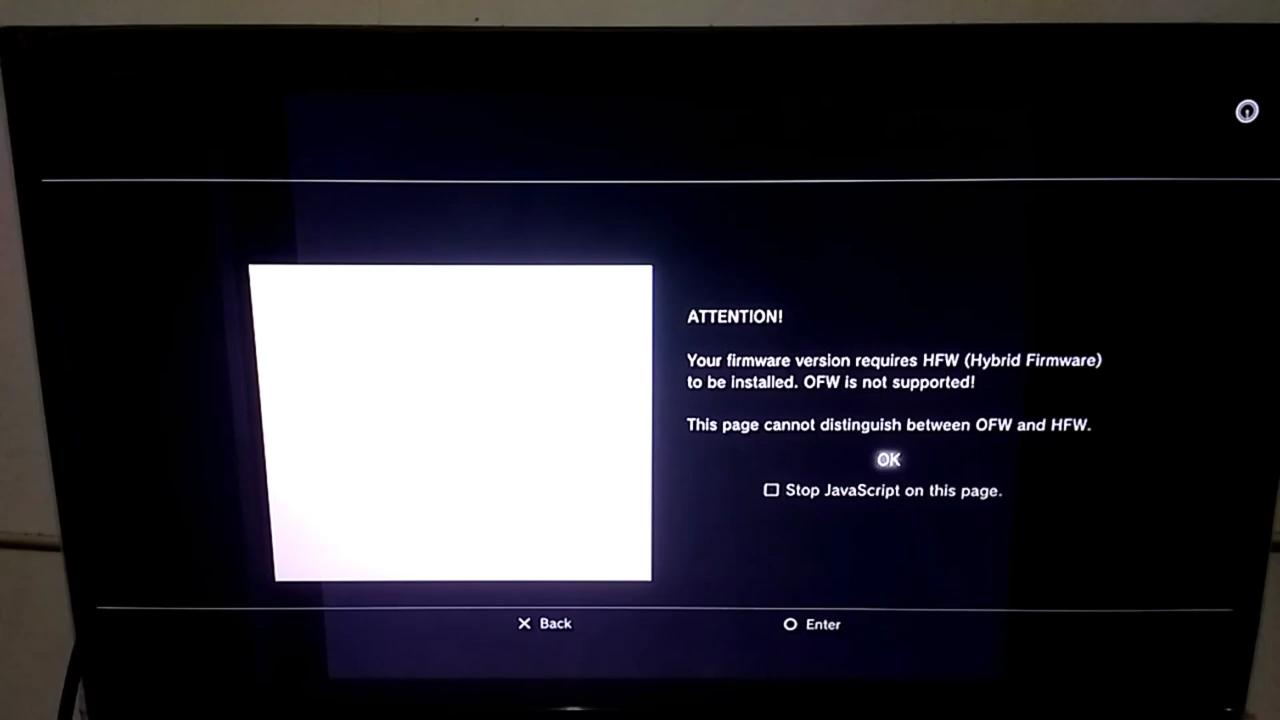 ATTENTION!
Your firmware version requires HFW (Hybrid Firmware)
to be installed. OFW is not supported!
This page cannot distinguish between OFW and HFW.
OK
Stop JavaScript on this page.
Back
Enter